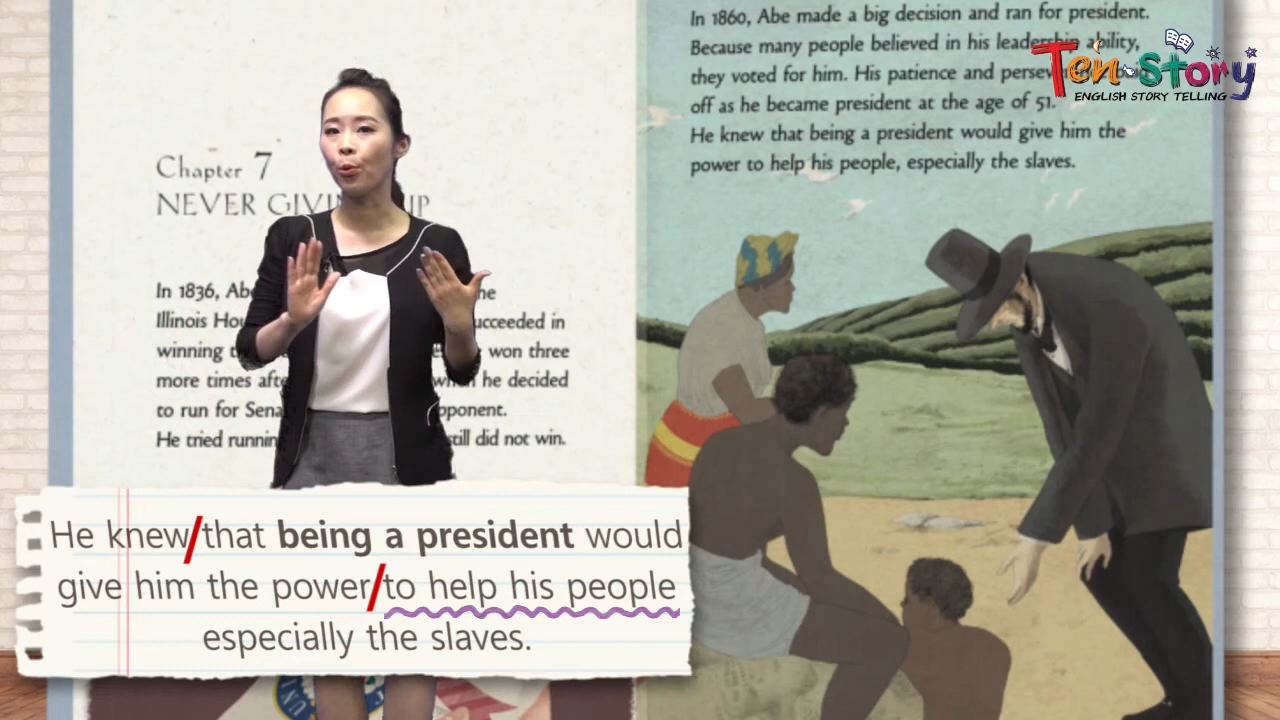 Chapter 7
NEVER GIVING UP
In 1836, Abe
Illinois Hou ucceeded in
winning won three
more times afte he decided
to run for Sena pponent.
He tried runnin still did not win.
In 1860, Abe made a big decision and ran for president.
Because many people believed in his leadership ability,
they voted for him. His patience and
off as he became president at the age of 51.
He knew that being a president would give him the
power to help his people, especially the slaves.
Ten-Story
ENGLISH STORY TELLING
He knew/that being a president would
give him the power/to help his people
especially the slaves.